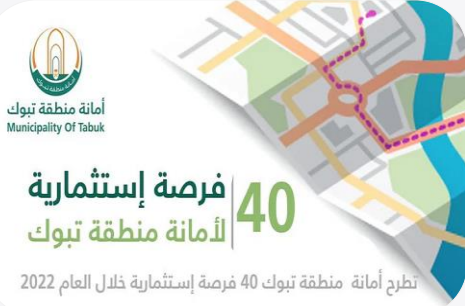 أمانة منطقة تبوك
Municipality Of Tabuk
40
فرصة إستثمارية
لأمانة منطقة تبوك
تطرح أمانة منطقة تبوك 40 فرصة إستثمارية خلال العام 2022